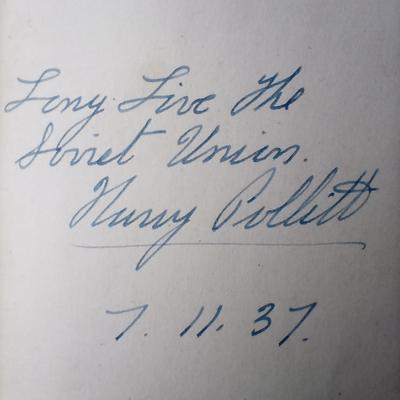 Long Live the
Soviet Union.
Harry Pollitt
7.11.37.